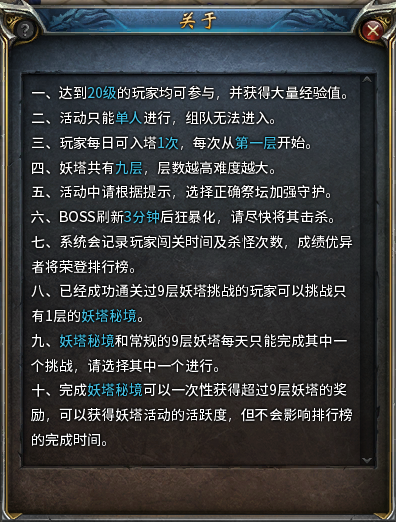 关于
?
一、达到20级的玩家均可参与，并获得大量经验值。
二、活动只能单人进行，组队无法进入。
三、玩家每日可入塔1次，每次从第一层开始。
四、妖塔共有九层，层数越高难度越大。
五、活动中请根据提示，选择正确祭坛加强守护。
六、BOSS刷新3分钟后狂暴化，请尽快将其击杀。
七、系统会记录玩家闯关时间及杀怪次数，成绩优异
者将荣登排行榜。
八、已经成功通关过9层妖塔挑战的玩家可以挑战只
有1层的妖塔秘境。
九、妖塔秘境和常规的9层妖塔每天只能完成其中一
个挑战，请选择其中一个进行。
十、完成妖塔秘境可以一次性获得超过9层妖塔的奖
励，可以获得妖塔活动的活跃度，但不会影响排行榜
的完成时间。